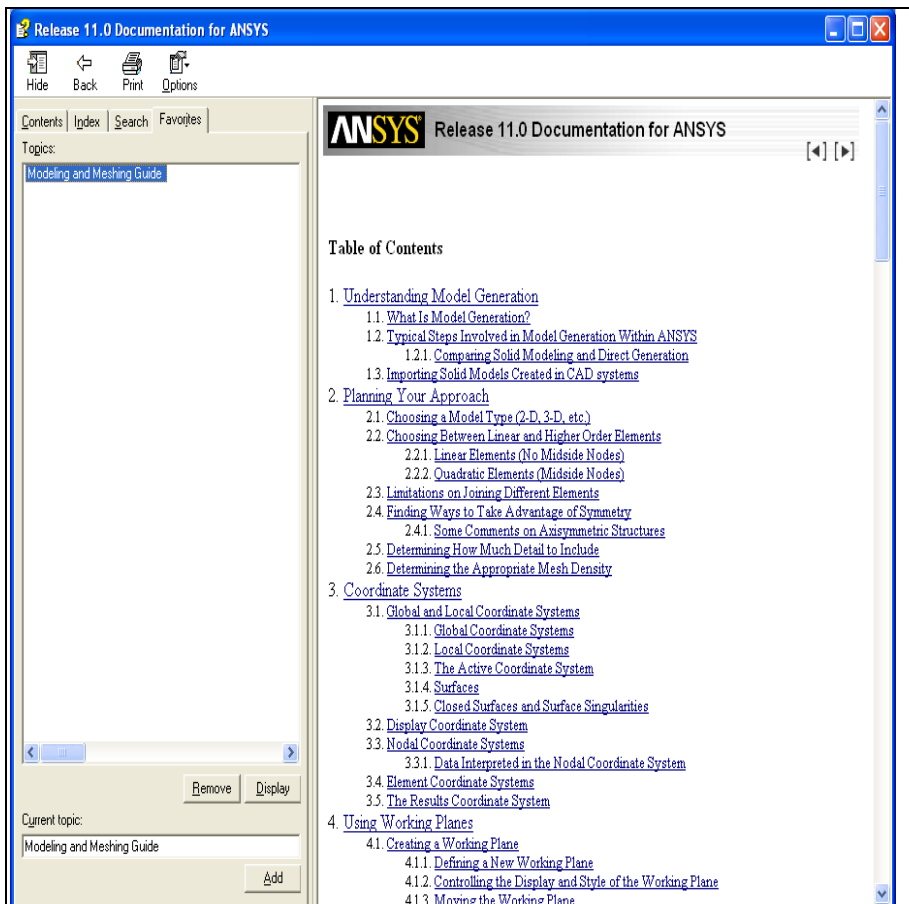 Release 11.0 Documentation for ANSYS
Hide Back Print Options
Contents Index Search Favorites
Topics:
Modeling and Meshing Guide
Remove Display
Current topic:
Modeling and Meshing Guide
Add
ANSYS Release 11.0 Documentation for ANSYS
Table of Contents
1. Understanding Model Generation
1.1. What Is Model Generation?
1.2. Typical Steps Involved in Model Generation Within ANSYS
1.2.1. Comparing Solid Modeling and Direct Generation
1.3. Importing Solid Models Created in CAD systems
2. Planning Your Approach
2.1. Choosing a Model Type (2-D, 3-D, etc.)
2.2. Choosing Between Linear and Higher Order Elements
2.2.1. Linear Elements (No Midside Nodes)
2.2.2. Quadratic Elements (Midside Nodes)
2.3. Limitations on Joining Different Elements
2.4. Finding Ways to Take Advantage of Symmetry
2.4.1. Some Comments on Axisymmetric Structures
2.5. Determining How Much Detail to Include
2.6. Determining the Appropriate Mesh Density
3. Coordinate Systems
3.1. Global and Local Coordinate Systems
3.1.1. Global Coordinate Systems
3.1.2. Local Coordinate Systems
3.1.3. The Active Coordinate System
3.1.4. Surfaces
3.1.5. Closed Surfaces and Surface Singularities
3.2. Display Coordinate System
3.3. Nodal Coordinate Systems
3.3.1. Data Interpreted in the Nodal Coordinate System
3.4. Element Coordinate Systems
3.5. The Results Coordinate System
4. Using Working Planes
4.1. Creating a Working Plane
4.1.1. Defining a New Working Plane
4.1.2. Controlling the Display and Style of the Working Plane
4.1.3. Moving the Working Plane